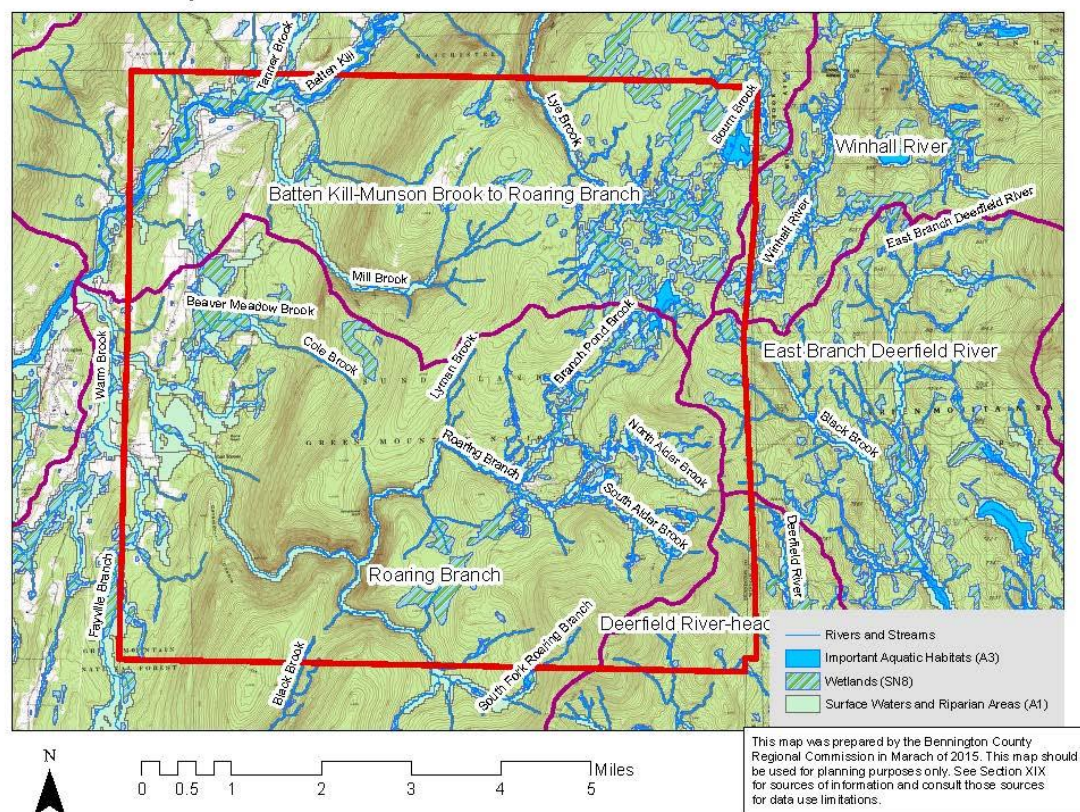 Tanner Brook
Batten Kill
MANCHESTER
Lye Brook
Bourn Brook
Winhall River
Batten Kill-Munson Brook to Roaring Branch
East Branch Deerfield River
Winhall River
Mill Brook
Beaver Meadow Brook
Cole Brook
Warm Brook
Lyman Brook
Branch Pond Brook
East Branch Deerfield River
Black Brook
North Alder Brook
Roaring Branch
South Alder Brook
Deerfield River
Roaring Branch
Fayville Branch
Deerfield River-head
South Fork Roaring Branch
Black Brook
GREEN MOUNTAIN
NATIONAL FOREST
Rivers and Streams
Important Aquatic Habitats (A3)
Wetlands (SN8)
Surface Waters and Riparian Areas (A1)
N
Miles
0 0.5 1 2 3 4 5
This map was prepared by the Bennington County
Regional Commission in Marach of 2015. This map should
be used for planning purposes only. See Section XIX
for sources of information and consult those sources
for data use limitations.